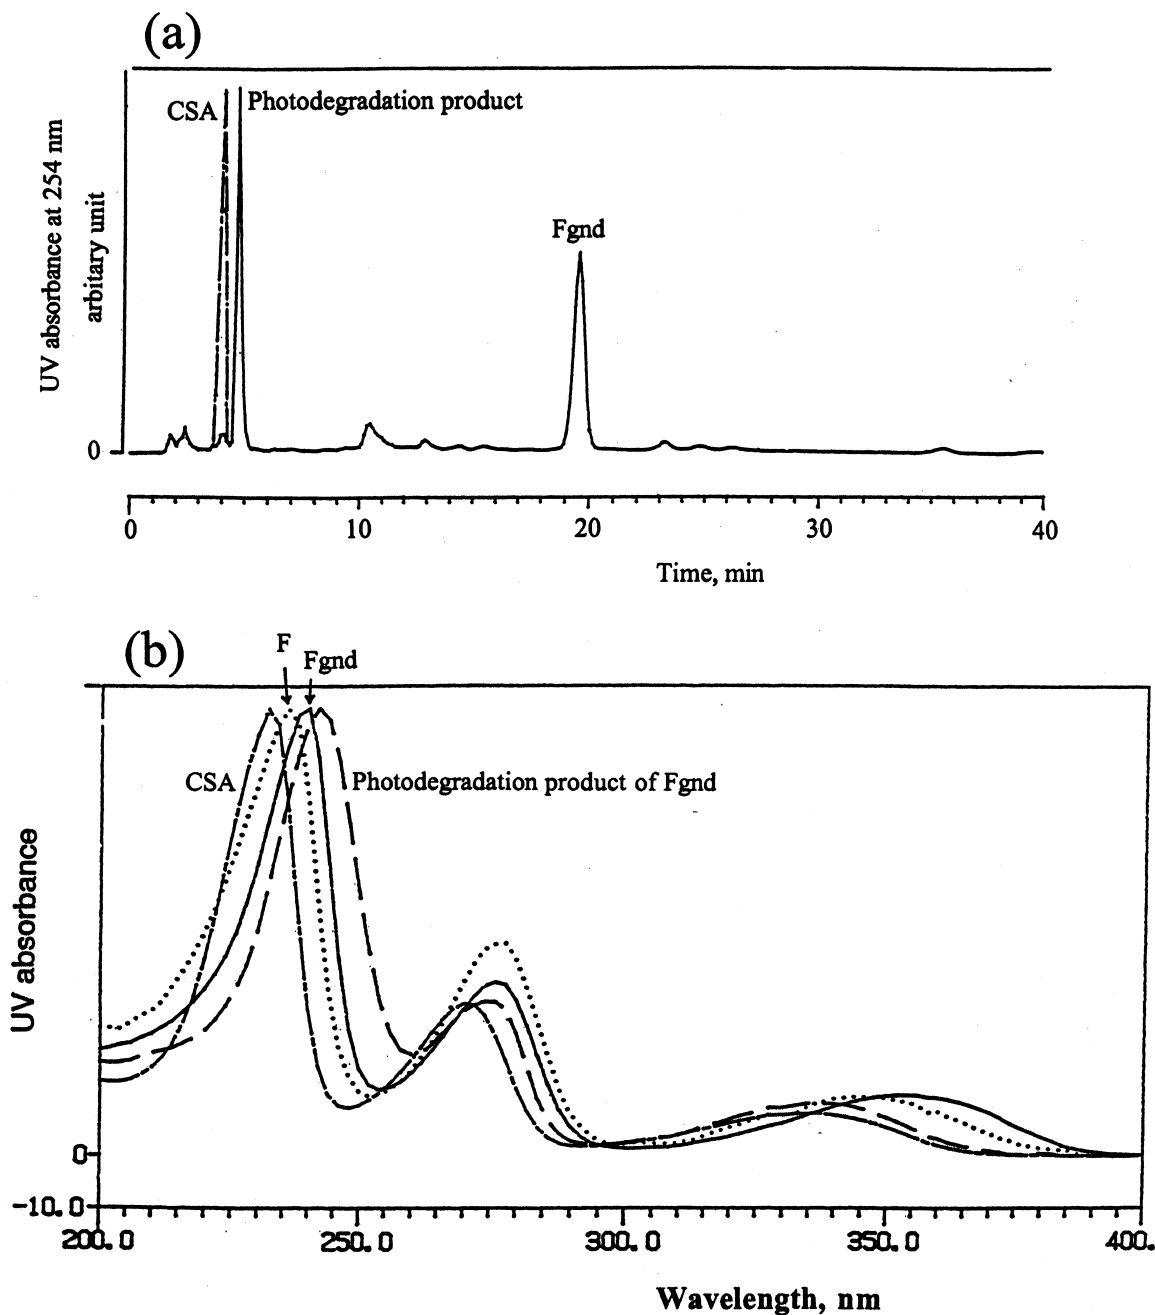 (a)
CSA
Photodegradation product
Fgnd
UV absorbance at 254 nm
arbitary unit
0
0 10 20 30 40
Time, min
(b)
F
Fgnd
CSA
Photodegradation product of Fgnd
UV absorbance
0
-10.0
200.0 250.0 300.0 350.0 400.
Wavelength, nm